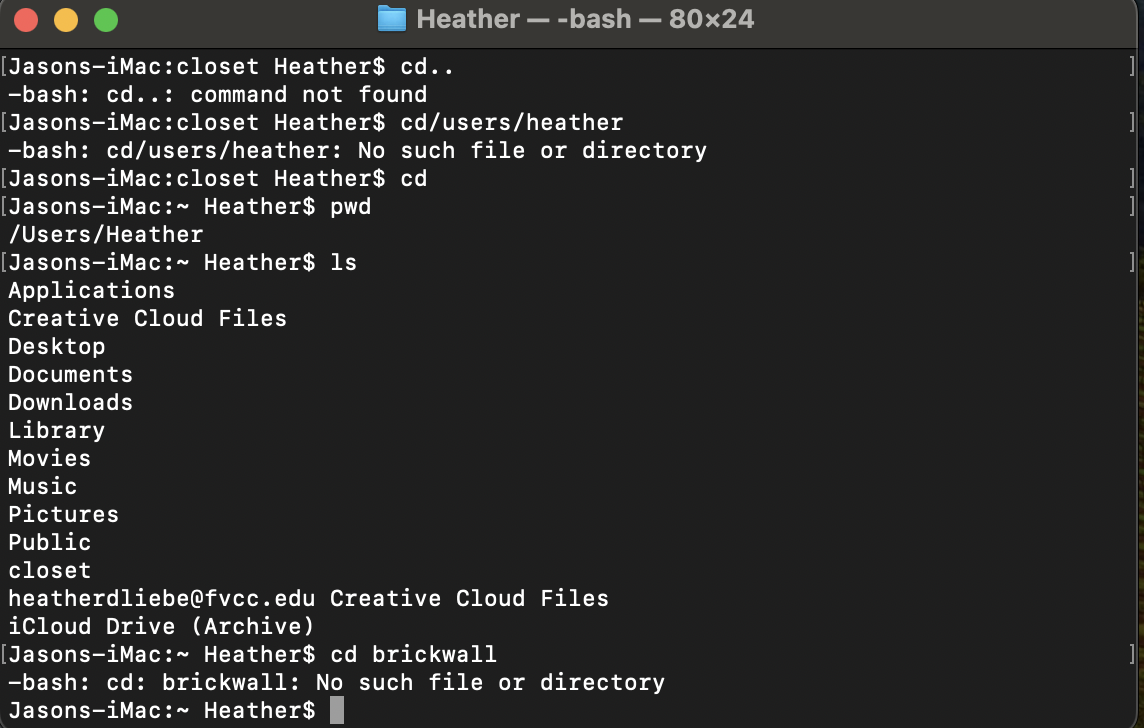 Heather — -bash — 80×24
[Jasons-iMac:closet Heather$ cd.. ]
-bash: cd..: command not found
[Jasons-iMac:closet Heather$ cd/users/heather ]
-bash: cd/users/heather: No such file or directory
[Jasons-iMac:closet Heather$ cd ]
[Jasons-iMac:~ Heather$ pwd ]
/Users/Heather
[Jasons-iMac:~ Heather$ ls ]
Applications
Creative Cloud Files
Desktop
Documents
Downloads
Library
Movies
Music
Pictures
Public
closet
heatherdliebe@fvcc.edu Creative Cloud Files
iCloud Drive (Archive)
[Jasons-iMac:~ Heather$ cd brickwall ]
-bash: cd: brickwall: No such file or directory
Jasons-iMac:~ Heather$